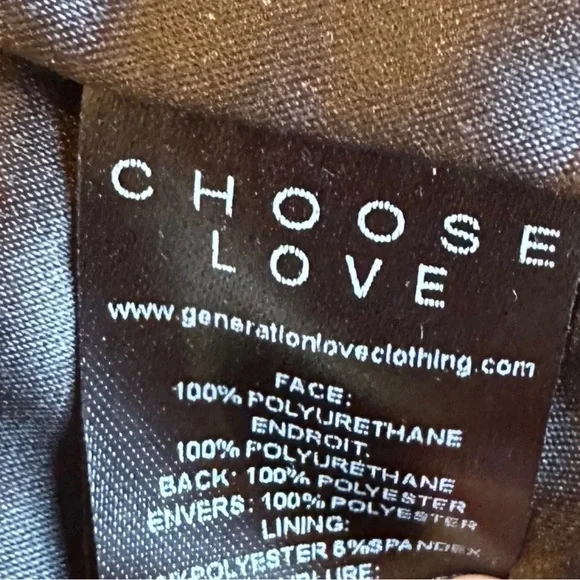 CHOOSE
LOVE
www.generationloveclothing.com
FACE:
100% POLYURETHANE
ENDROIT.
100% POLYURÉTHANE
BACK: 100% POLYESTER
ENVERS: 100% POLYESTER
LINING:
POLYESTER 5%SPANDEX